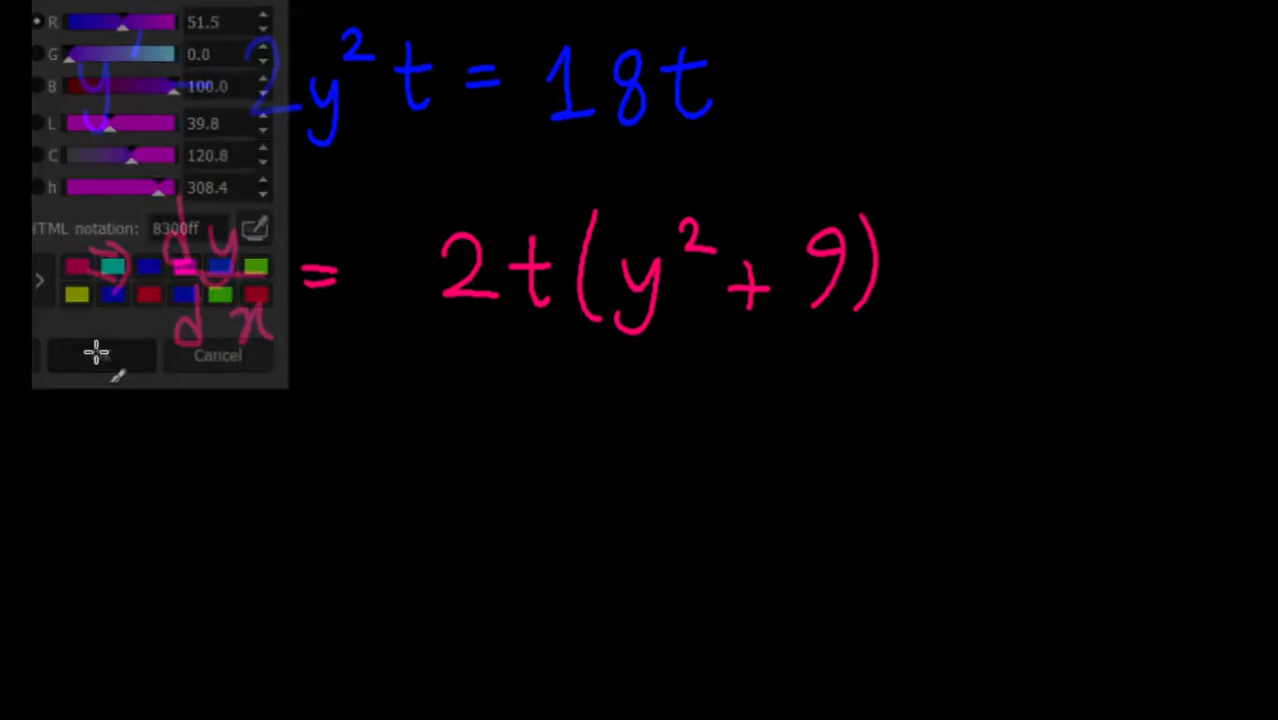 R 51.5
G 0.0
y' - 2y² t = 18t
B 100.0
L 39.8
C 120.8
h 308.4
HTML notation: 8300ff
⇒ dy/dx = 2t(y² + 9)
Cancel